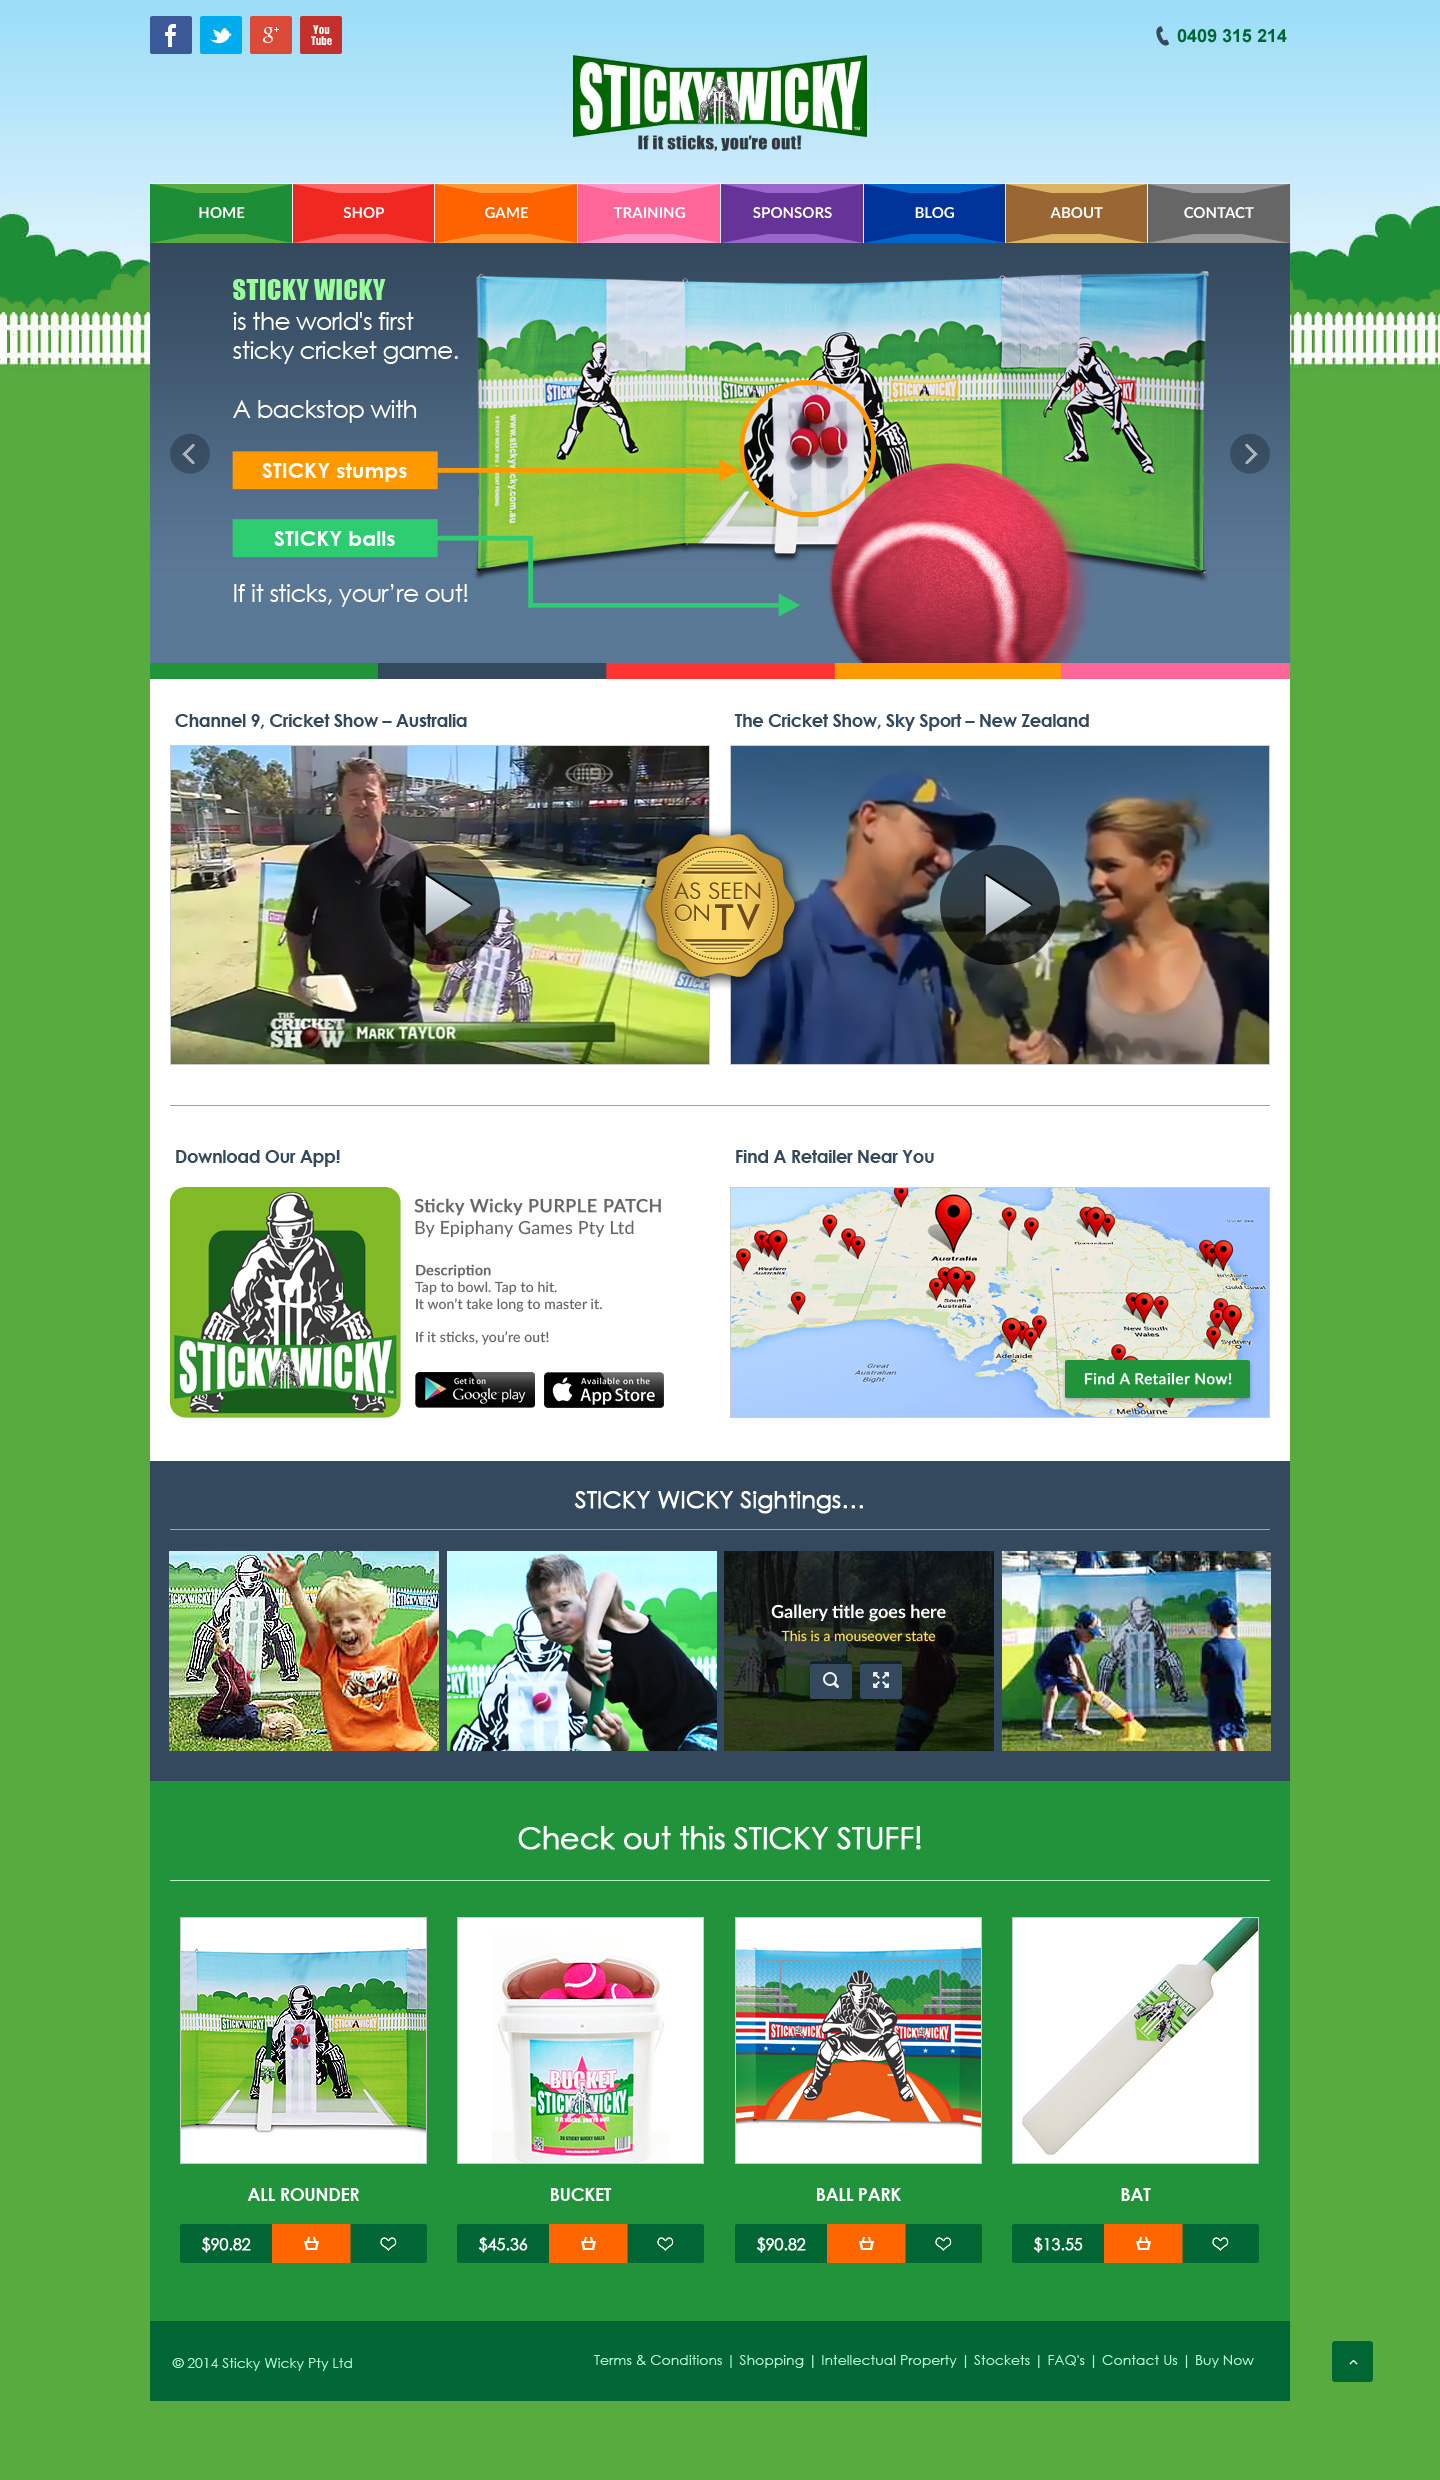 f
g+
You
Tube
0409 315 214
STICKY WICKY
If it sticks, you're out!
HOME
SHOP
GAME
TRAINING
SPONSORS
BLOG
ABOUT
CONTACT
STICKY WICKY
is the world's first
sticky cricket game.
A backstop with
STICKY stumps
STICKY balls
If it sticks, your're out!
Channel 9, Cricket Show – Australia
The Cricket Show, Sky Sport – New Zealand
THE
CRICKET
SHOW
MARK TAYLOR
AS SEEN
ON TV
Download Our App!
Find A Retailer Near You
Sticky Wicky PURPLE PATCH
By Epiphany Games Pty Ltd
Description
Tap to bowl. Tap to hit.
It won't take long to master it.
If it sticks, you're out!
STICKY WICKY
Get it on
Google play
Available on the
App Store
Australia
Western
Australia
South
Australia
New South
Wales
Adelaide
Sydney
Great
Australian
Bight
Melbourne
Find A Retailer Now!
STICKY WICKY Sightings...
Gallery title goes here
This is a mouseover state
Check out this STICKY STUFF!
BUCKET
STICKY WICKY
If it sticks, you're out!
ALL ROUNDER
BUCKET
BALL PARK
BAT
$90.82
$45.36
$90.82
$13.55
© 2014 Sticky Wicky Pty Ltd
Terms & Conditions | Shopping | Intellectual Property | Stockets | FAQ's | Contact Us | Buy Now